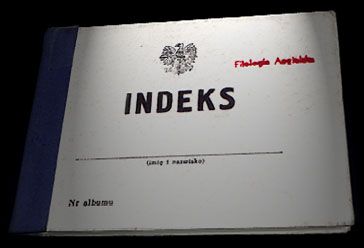 Filologia Angielska
INDEKS
(imię i nazwisko)
Nr albumu